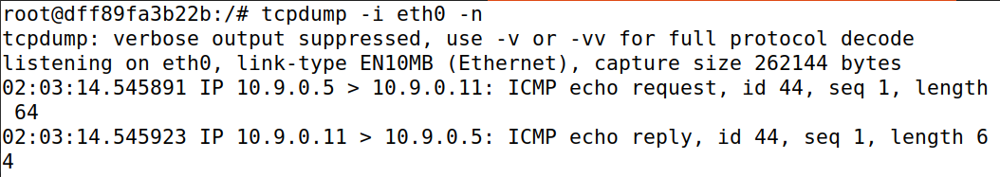 root@dff89fa3b22b:/# tcpdump -i eth0 -n
tcpdump: verbose output suppressed, use -v or -vv for full protocol decode
listening on eth0, link-type EN10MB (Ethernet), capture size 262144 bytes
02:03:14.545891 IP 10.9.0.5 > 10.9.0.11: ICMP echo request, id 44, seq 1, length
 64
02:03:14.545923 IP 10.9.0.11 > 10.9.0.5: ICMP echo reply, id 44, seq 1, length 6
4